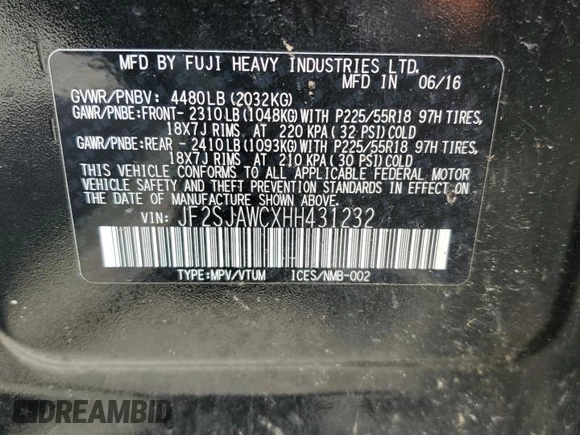 MFD BY FUJI HEAVY INDUSTRIES LTD.
MFD IN 06/16
GVWR/PNBV: 4480LB(2032KG)
GAWR/PNBE:FRONT-2310LB(1048KG)WITH P225/55R18 97H TIRES,
18X7J RIMS AT 220 KPA(32 PSI)COLD
GAWR/PNBE:REAR -2410LB(1093KG)WITH P225/55R18 97H TIRES,
18X7J RIMS AT 210 KPA(30 PSI)COLD
THIS VEHICLE CONFORMS TO ALL APPLICABLE FEDERAL MOTOR
VEHICLE SAFETY AND THEFT PREVENTION STANDARDS IN EFFECT ON
THE DATE OF MANUFACTURE SHOWN ABOVE.
VIN: JF2SJAWCXHH431232
TYPE:MPV/VTUM ICES/NMB-002
DREAMBID